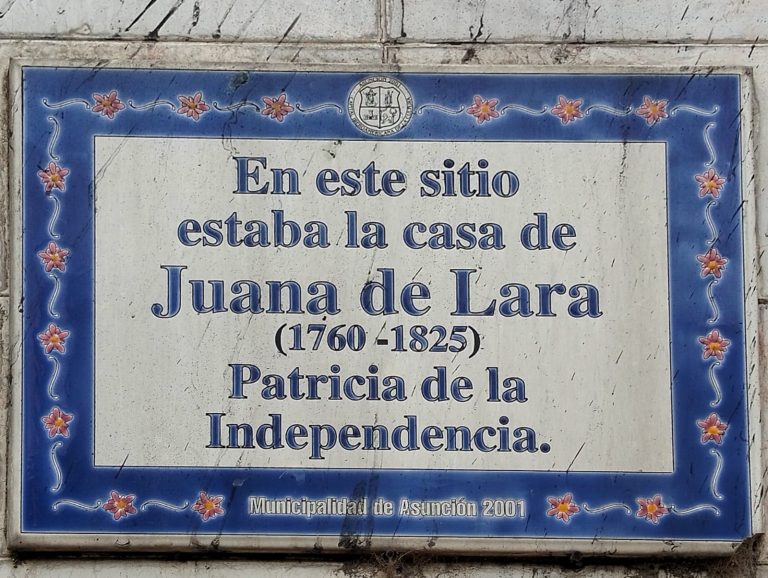 En este sitio
estaba la casa de
Juana de Lara
(1760 -1825)
Patricia de la
Independencia.
Municipalidad de Asunción 2001